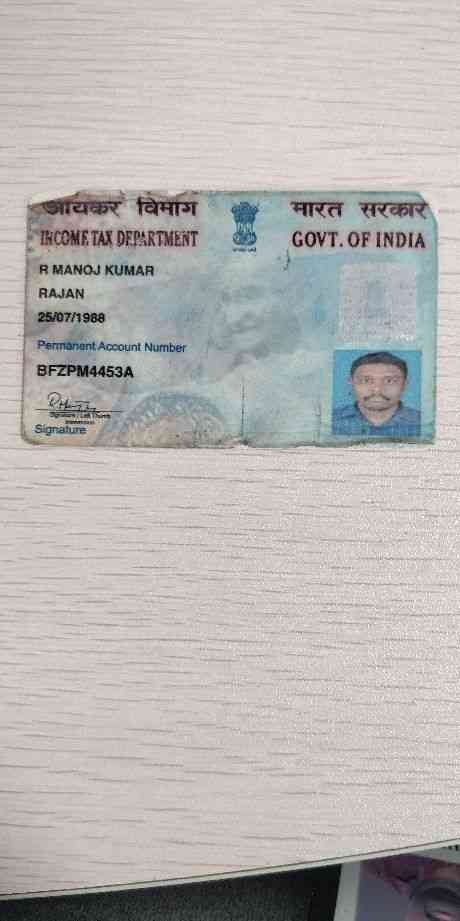 आयकर विभाग
भारत सरकार
INCOME TAX DEPARTMENT
GOVT. OF INDIA
R MANOJ KUMAR
RAJAN
25/07/1988
Permanent Account Number
BFZPM4453A
Signature